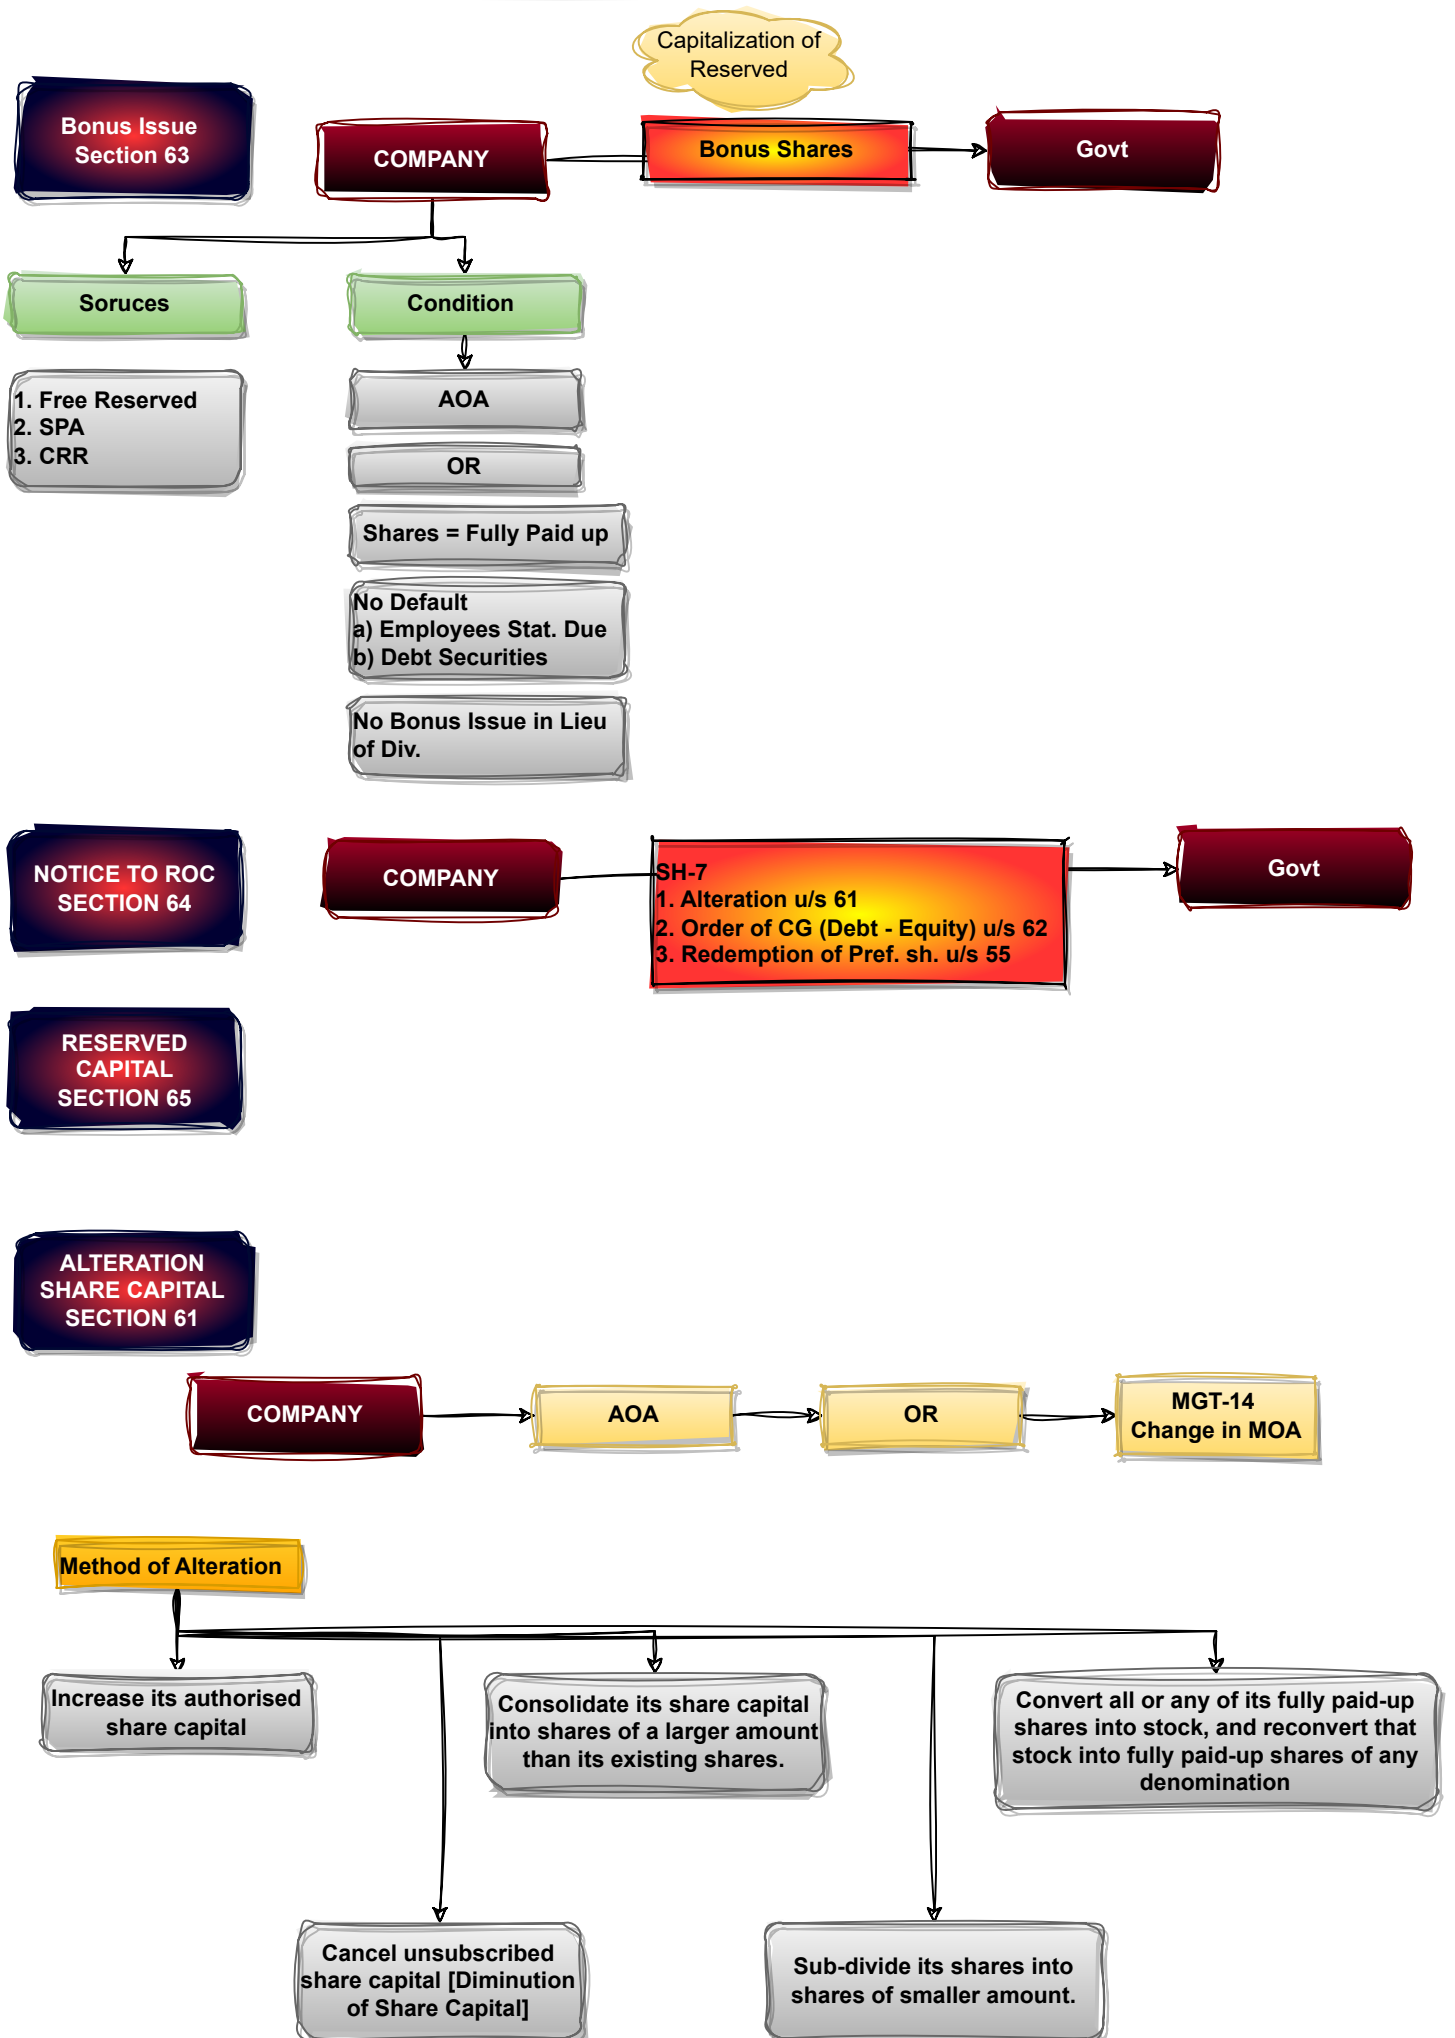 Capitalization of
Reserved
Bonus Issue
Section 63
COMPANY
Bonus Shares
Govt
Soruces
Condition
1. Free Reserved
2. SPA
3. CRR
AOA
OR
Shares = Fully Paid up
No Default
a) Employees Stat. Due
b) Debt Securities
No Bonus Issue in Lieu
of Div.
NOTICE TO ROC
SECTION 64
COMPANY
SH-7
1. Alteration u/s 61
2. Order of CG (Debt - Equity) u/s 62
3. Redemption of Pref. sh. u/s 55
Govt
RESERVED
CAPITAL
SECTION 65
ALTERATION
SHARE CAPITAL
SECTION 61
COMPANY
AOA
OR
MGT-14
Change in MOA
Method of Alteration
Increase its authorised
share capital
Consolidate its share capital
into shares of a larger amount
than its existing shares.
Convert all or any of its fully paid-up
shares into stock, and reconvert that
stock into fully paid-up shares of any
denomination
Cancel unsubscribed
share capital [Diminution
of Share Capital]
Sub-divide its shares into
shares of smaller amount.